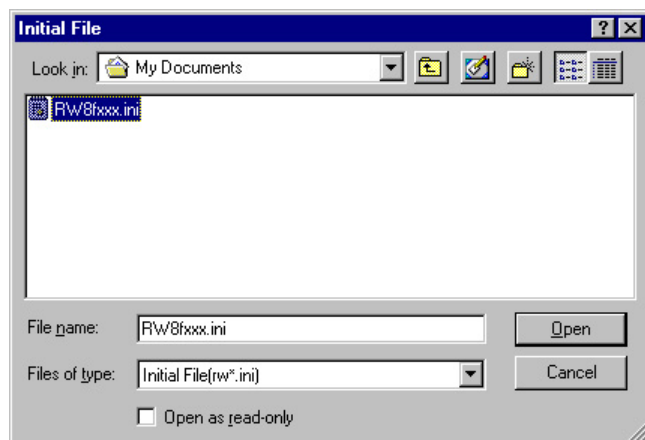 Initial File
Look in: My Documents
RW8fxxx.ini
File name: RW8fxxx.ini Open
Files of type: Initial File(rw*.ini) Cancel
Open as read-only